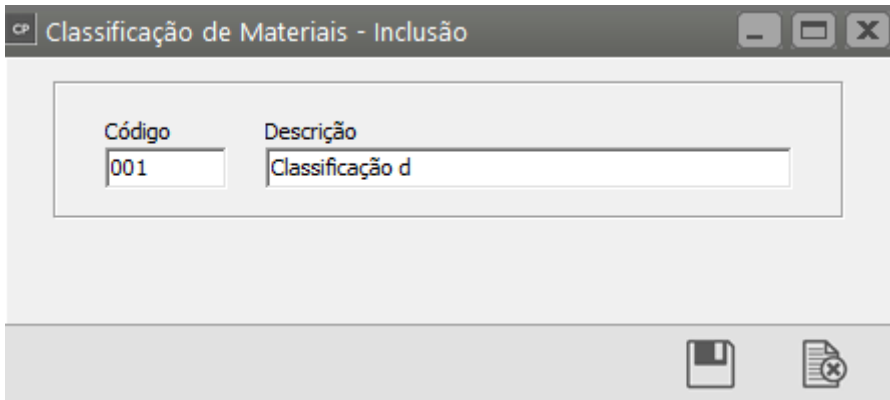 CP Classificação de Materiais - Inclusão
Código Descrição
001 Classificação d